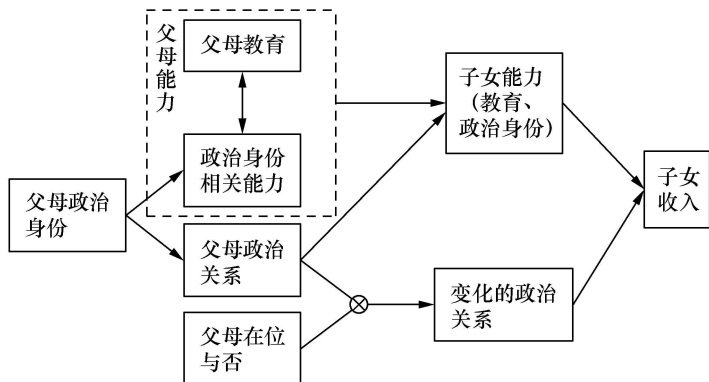 父母能力
父母教育
政治身份
相关能力
父母政治
身份
父母政治
关系
父母在位
与否
子女能力
（教育、
政治身份）
变化的政治
关系
子女
收入